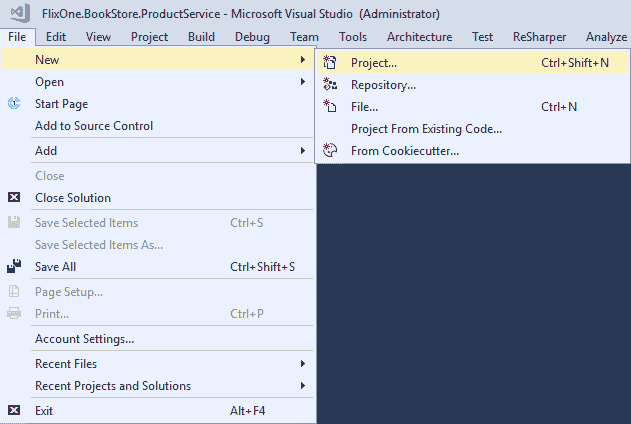 FlixOne.BookStore.ProductService - Microsoft Visual Studio (Administrator)
File Edit View Project Build Debug Team Tools Architecture Test ReSharper Analyze
New
Project... Ctrl+Shift+N
Open
Repository...
Start Page
File... Ctrl+N
Add to Source Control
Project From Existing Code...
Add
From Cookiecutter...
Close
Close Solution
Save Selected Items Ctrl+S
Save Selected Items As...
Save All Ctrl+Shift+S
Page Setup...
Print... Ctrl+P
Account Settings...
Recent Files
Recent Projects and Solutions
Exit Alt+F4